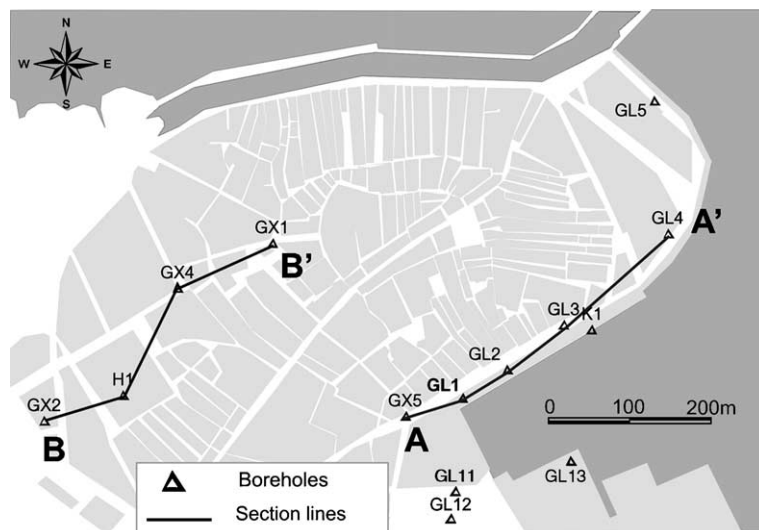 N
W E
S
GL5
GX1
B'
GL4 A'
GX4
GL3
K1
GL2
H1
GL1
GX2
GX5
B
A
0 100 200m
GL11
GL13
GL12
Boreholes
Section lines